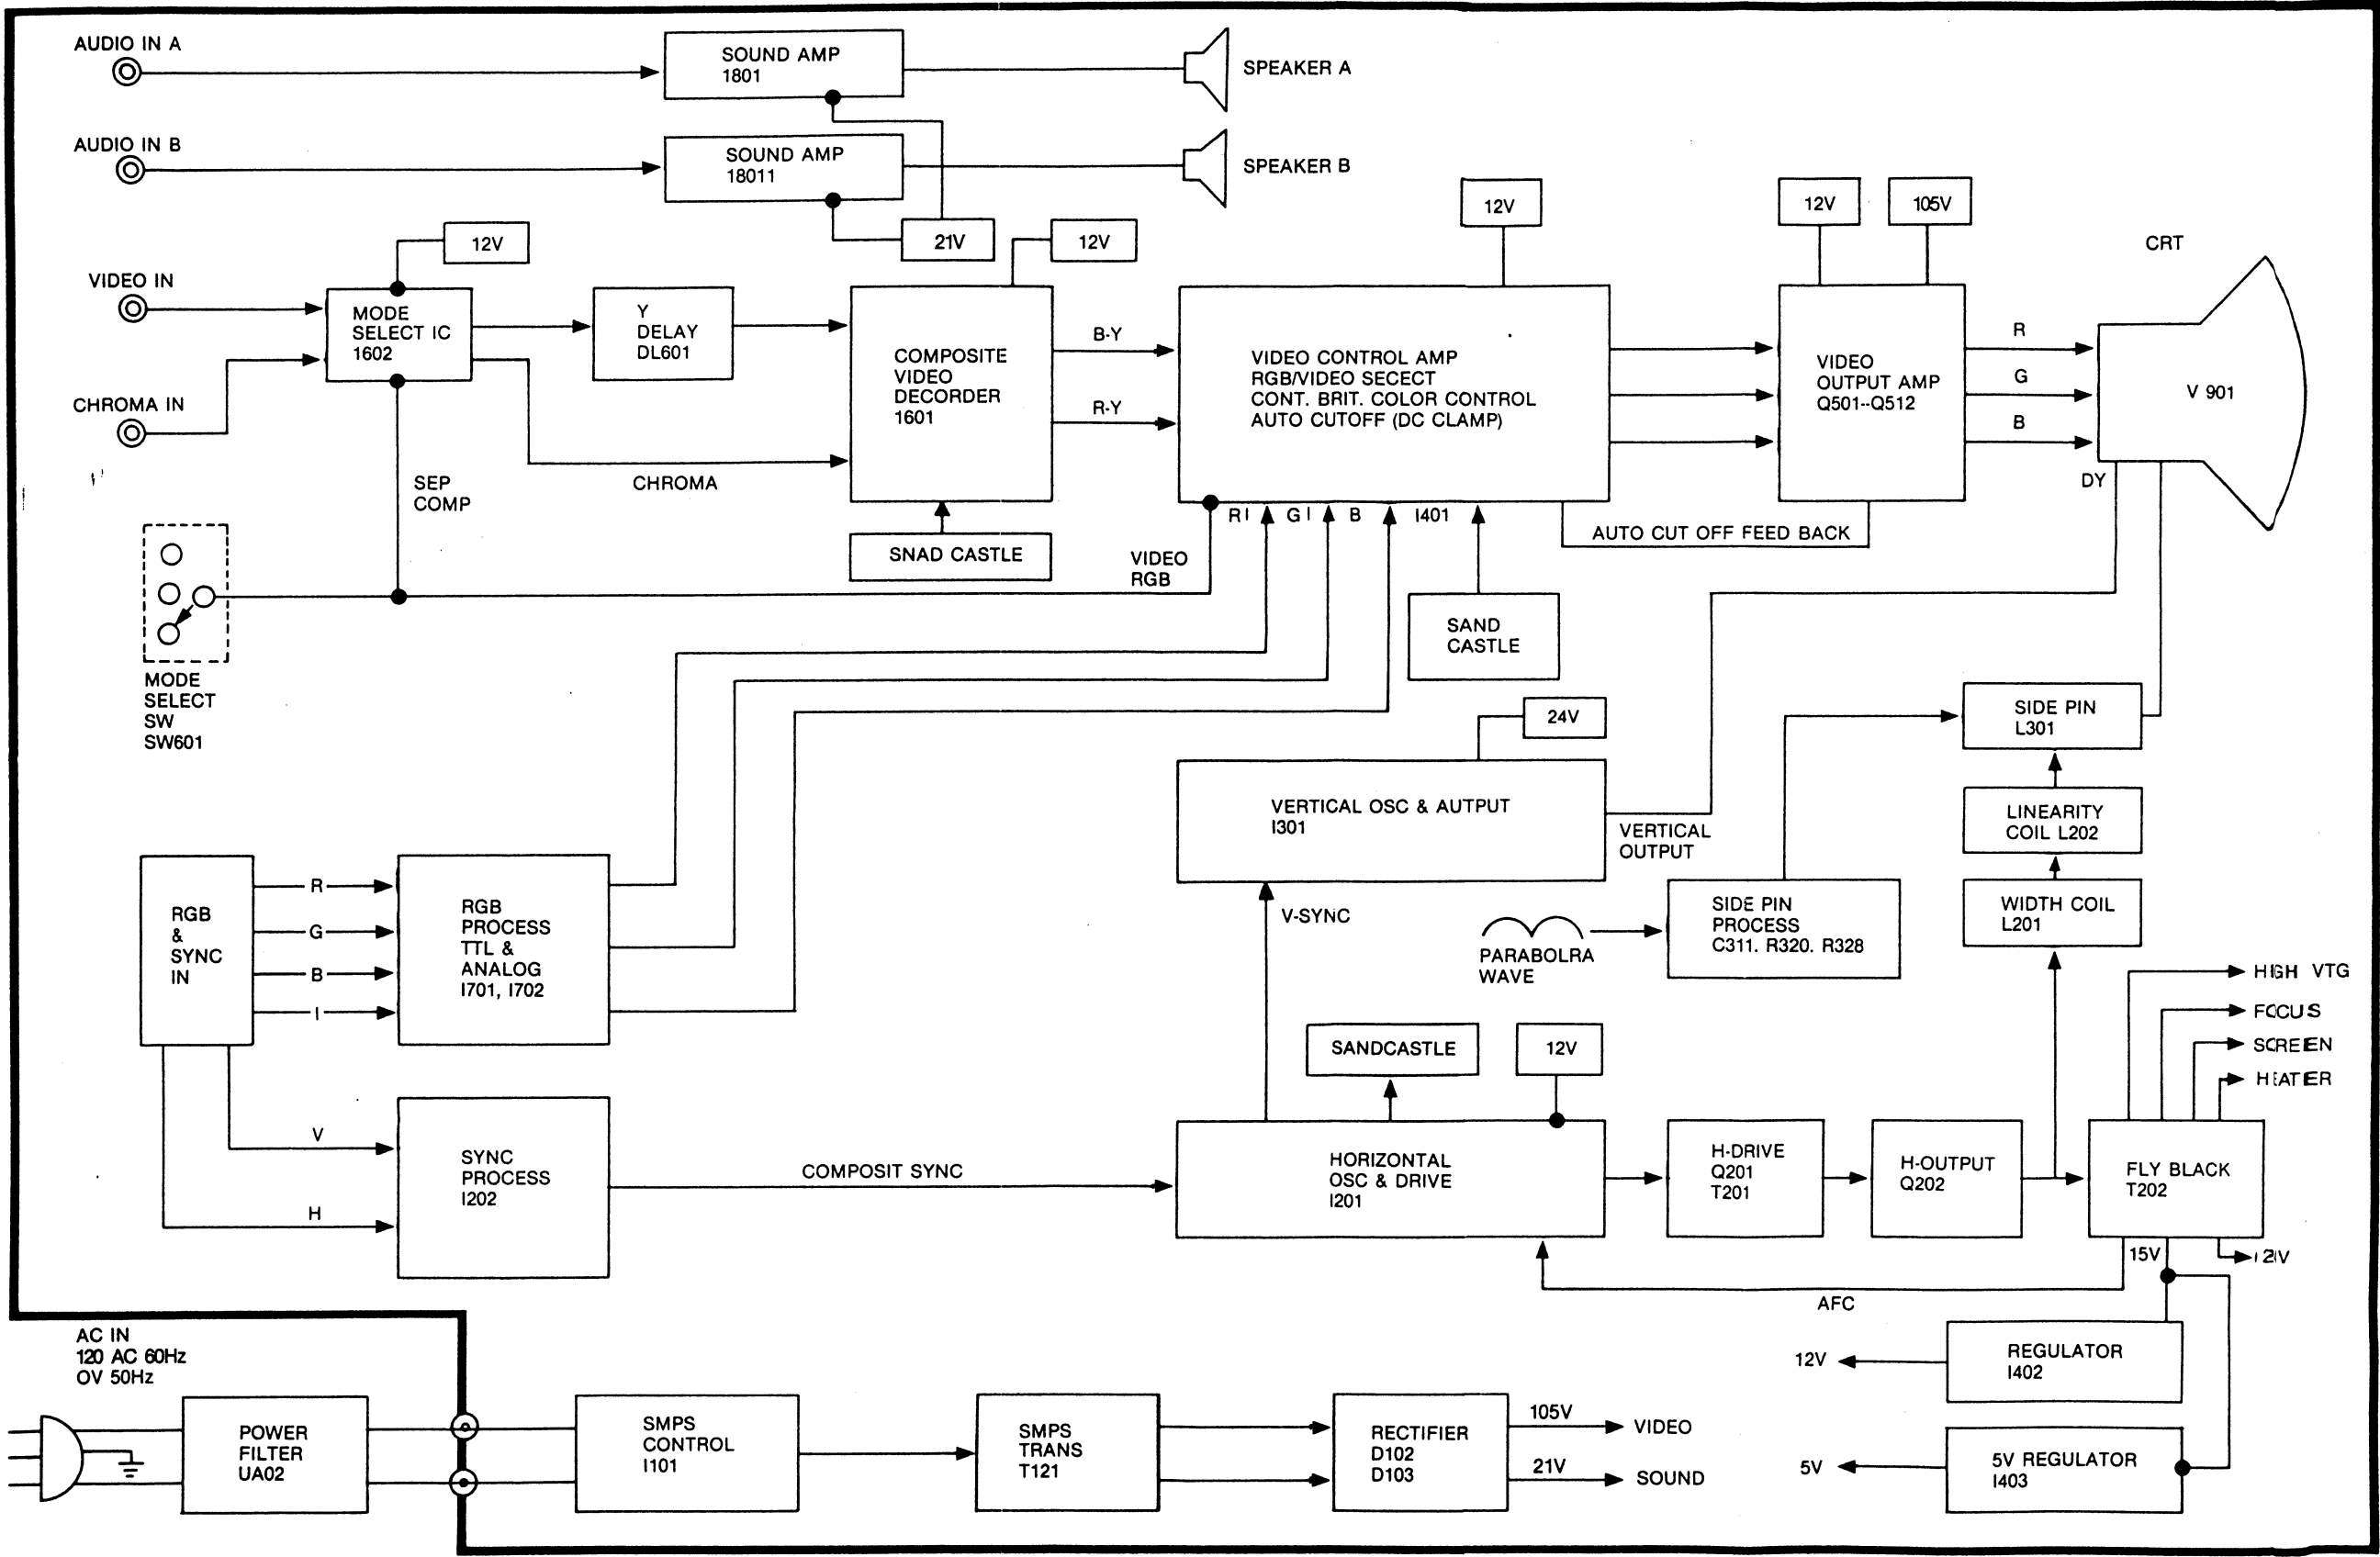 AUDIO IN A
SOUND AMP
1801
SPEAKER A
AUDIO IN B
SOUND AMP
18011
SPEAKER B
12V
21V
12V
12V
12V
105V
CRT
VIDEO IN
MODE
SELECT IC
1602
Y
DELAY
DL601
COMPOSITE
VIDEO
DECORDER
1601
B-Y
R-Y
VIDEO CONTROL AMP
RGB/VIDEO SECECT
CONT. BRIT. COLOR CONTROL
AUTO CUTOFF (DC CLAMP)
VIDEO
OUTPUT AMP
Q501--Q512
R
G
B
V 901
CHROMA IN
SEP
COMP
CHROMA
DY
R I
G I
B
I401
AUTO CUT OFF FEED BACK
SNAD CASTLE
VIDEO
RGB
SAND
CASTLE
MODE
SELECT
SW
SW601
24V
SIDE PIN
L301
VERTICAL OSC & AUTPUT
I301
VERTICAL
OUTPUT
LINEARITY
COIL L202
RGB
&
SYNC
IN
R
G
B
I
RGB
PROCESS
TTL &
ANALOG
I701, I702
V-SYNC
PARABOLRA
WAVE
SIDE PIN
PROCESS
C311. R320. R328
WIDTH COIL
L201
HIGH VTG
FOCUS
SCREEN
HEATER
SANDCASTLE
12V
V
H
SYNC
PROCESS
I202
COMPOSIT SYNC
HORIZONTAL
OSC & DRIVE
I201
H-DRIVE
Q201
T201
H-OUTPUT
Q202
FLY BLACK
T202
15V
AFC
AC IN
120 AC 60Hz
OV 50Hz
12V
REGULATOR
I402
POWER
FILTER
UA02
SMPS
CONTROL
I101
SMPS
TRANS
T121
RECTIFIER
D102
D103
105V
VIDEO
21V
SOUND
5V
5V REGULATOR
I403